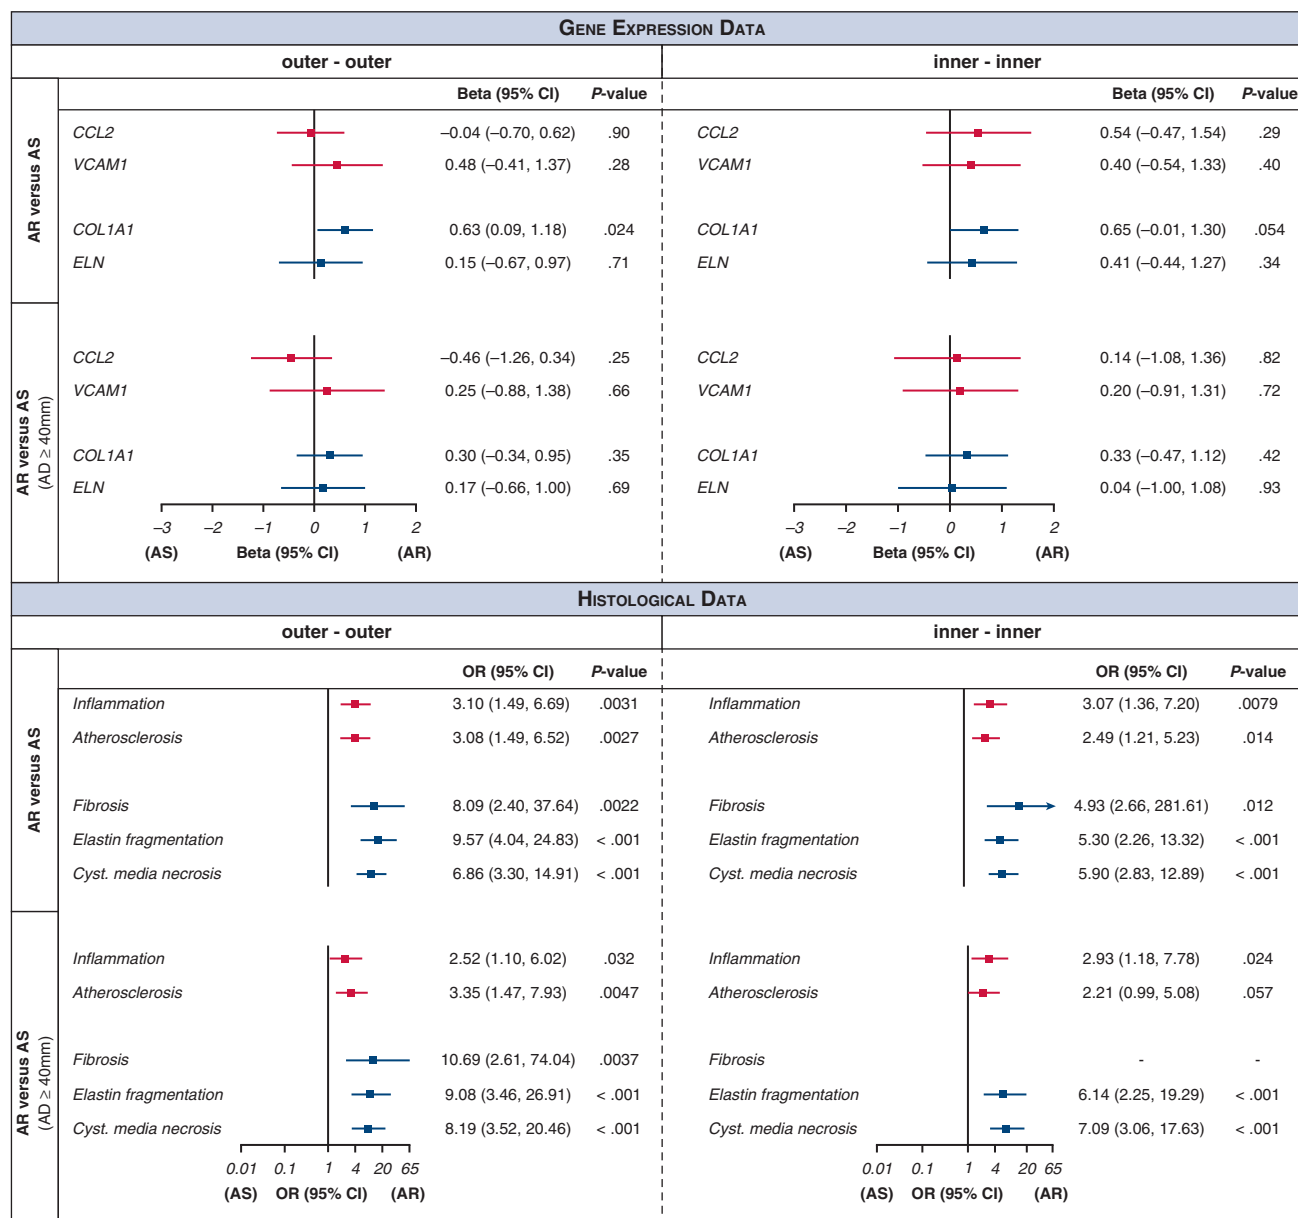 GENE EXPRESSION DATA
outer - outer
inner - inner
AR versus AS
Beta (95% CI) P-value
Beta (95% CI) P-value
CCL2 –0.04 (–0.70, 0.62) .90
CCL2 0.54 (–0.47, 1.54) .29
VCAM1 0.48 (–0.41, 1.37) .28
VCAM1 0.40 (–0.54, 1.33) .40
COL1A1 0.63 (0.09, 1.18) .024
COL1A1 0.65 (–0.01, 1.30) .054
ELN 0.15 (–0.67, 0.97) .71
ELN 0.41 (–0.44, 1.27) .34
AR versus AS
(AD ≥ 40mm)
CCL2 –0.46 (–1.26, 0.34) .25
CCL2 0.14 (–1.08, 1.36) .82
VCAM1 0.25 (–0.88, 1.38) .66
VCAM1 0.20 (–0.91, 1.31) .72
COL1A1 0.30 (–0.34, 0.95) .35
COL1A1 0.33 (–0.47, 1.12) .42
ELN 0.17 (–0.66, 1.00) .69
ELN 0.04 (–1.00, 1.08) .93
–3 –2 –1 0 1 2
–3 –2 –1 0 1 2
(AS) Beta (95% CI) (AR)
(AS) Beta (95% CI) (AR)
HISTOLOGICAL DATA
outer - outer
inner - inner
AR versus AS
OR (95% CI) P-value
OR (95% CI) P-value
Inflammation 3.10 (1.49, 6.69) .0031
Inflammation 3.07 (1.36, 7.20) .0079
Atherosclerosis 3.08 (1.49, 6.52) .0027
Atherosclerosis 2.49 (1.21, 5.23) .014
Fibrosis 8.09 (2.40, 37.64) .0022
Fibrosis 4.93 (2.66, 281.61) .012
Elastin fragmentation 9.57 (4.04, 24.83) < .001
Elastin fragmentation 5.30 (2.26, 13.32) < .001
Cyst. media necrosis 6.86 (3.30, 14.91) < .001
Cyst. media necrosis 5.90 (2.83, 12.89) < .001
AR versus AS
(AD ≥ 40mm)
Inflammation 2.52 (1.10, 6.02) .032
Inflammation 2.93 (1.18, 7.78) .024
Atherosclerosis 3.35 (1.47, 7.93) .0047
Atherosclerosis 2.21 (0.99, 5.08) .057
Fibrosis 10.69 (2.61, 74.04) .0037
Fibrosis - -
Elastin fragmentation 9.08 (3.46, 26.91) < .001
Elastin fragmentation 6.14 (2.25, 19.29) < .001
Cyst. media necrosis 8.19 (3.52, 20.46) < .001
Cyst. media necrosis 7.09 (3.06, 17.63) < .001
0.01 0.1 1 4 20 65
0.01 0.1 1 4 20 65
(AS) OR (95% CI) (AR)
(AS) OR (95% CI) (AR)